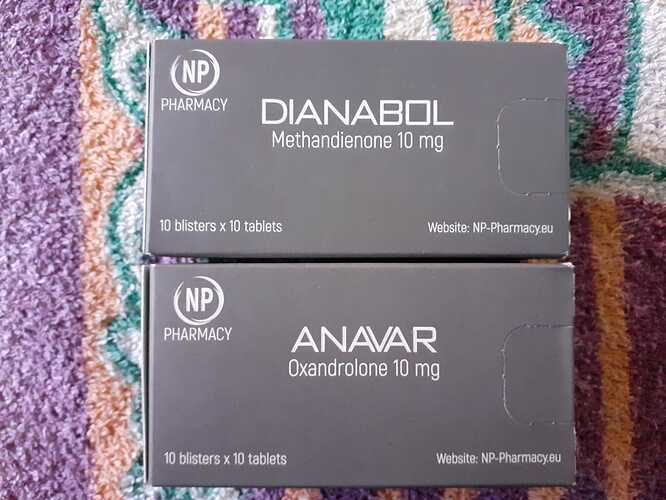 NP
PHARMACY
DIANABOL
Methandienone 10 mg
10 blisters x 10 tablets
Website: NP-Pharmacy.eu
NP
PHARMACY
ANAVAR
Oxandrolone 10 mg
10 blisters x 10 tablets
Website: NP-Pharmacy.eu